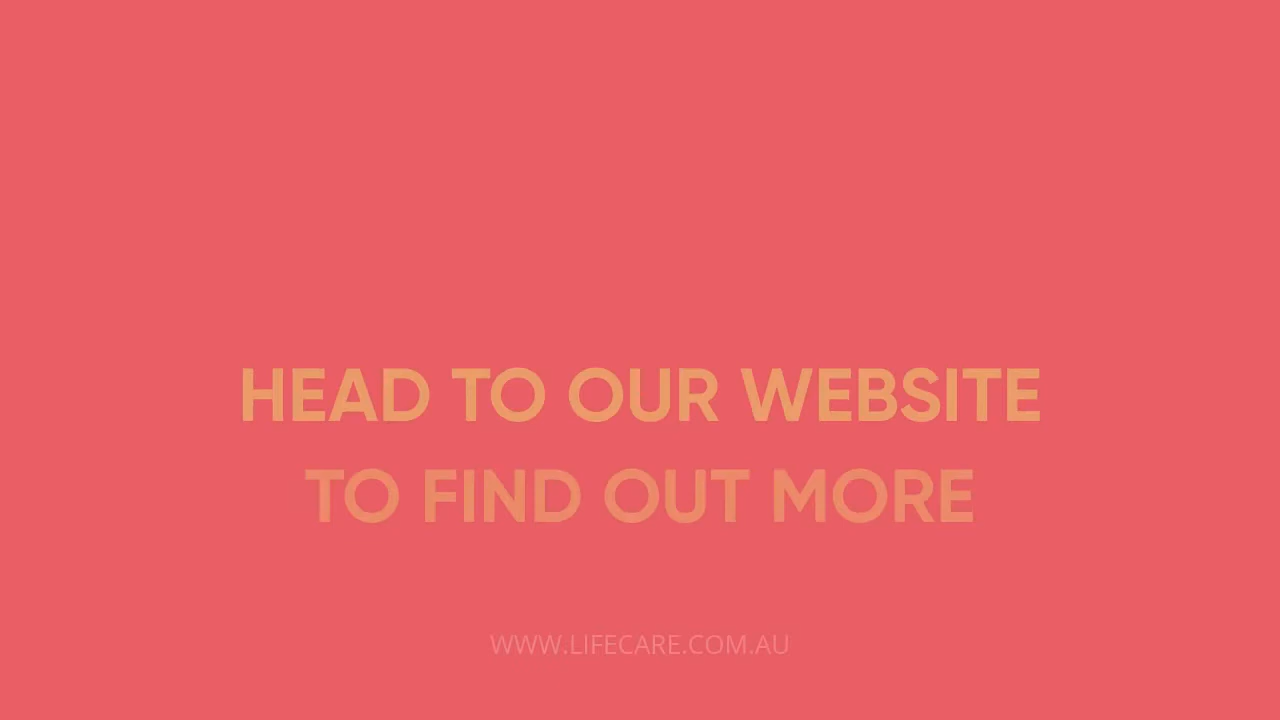 HEAD TO OUR WEBSITE
TO FIND OUT MORE
WWW.LIFECARE.COM.AU